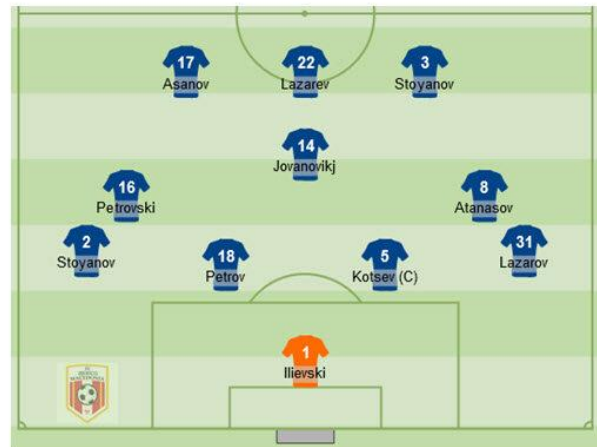 17
Asanov
22
Lazarev
3
Stoyanov
14
Jovanovikj
16
Petrovski
8
Atanasov
2
Stoyanov
18
Petrov
5
Kotsev (C)
31
Lazarov
1
Ilievski